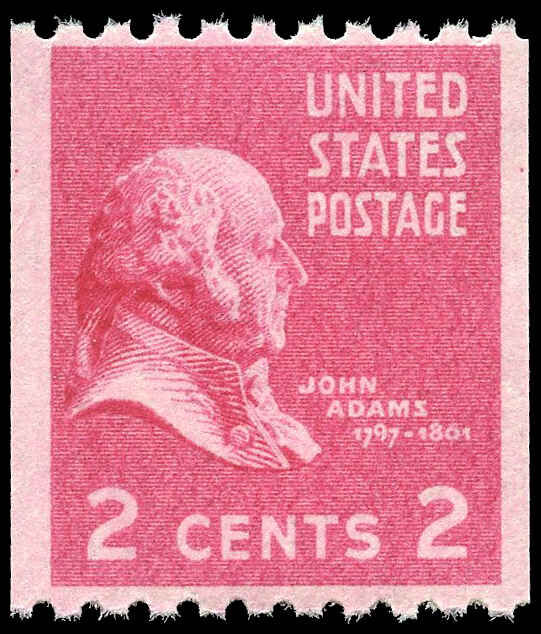 UNITED
STATES
POSTAGE
JOHN
ADAMS
1797-1801
2 CENTS 2